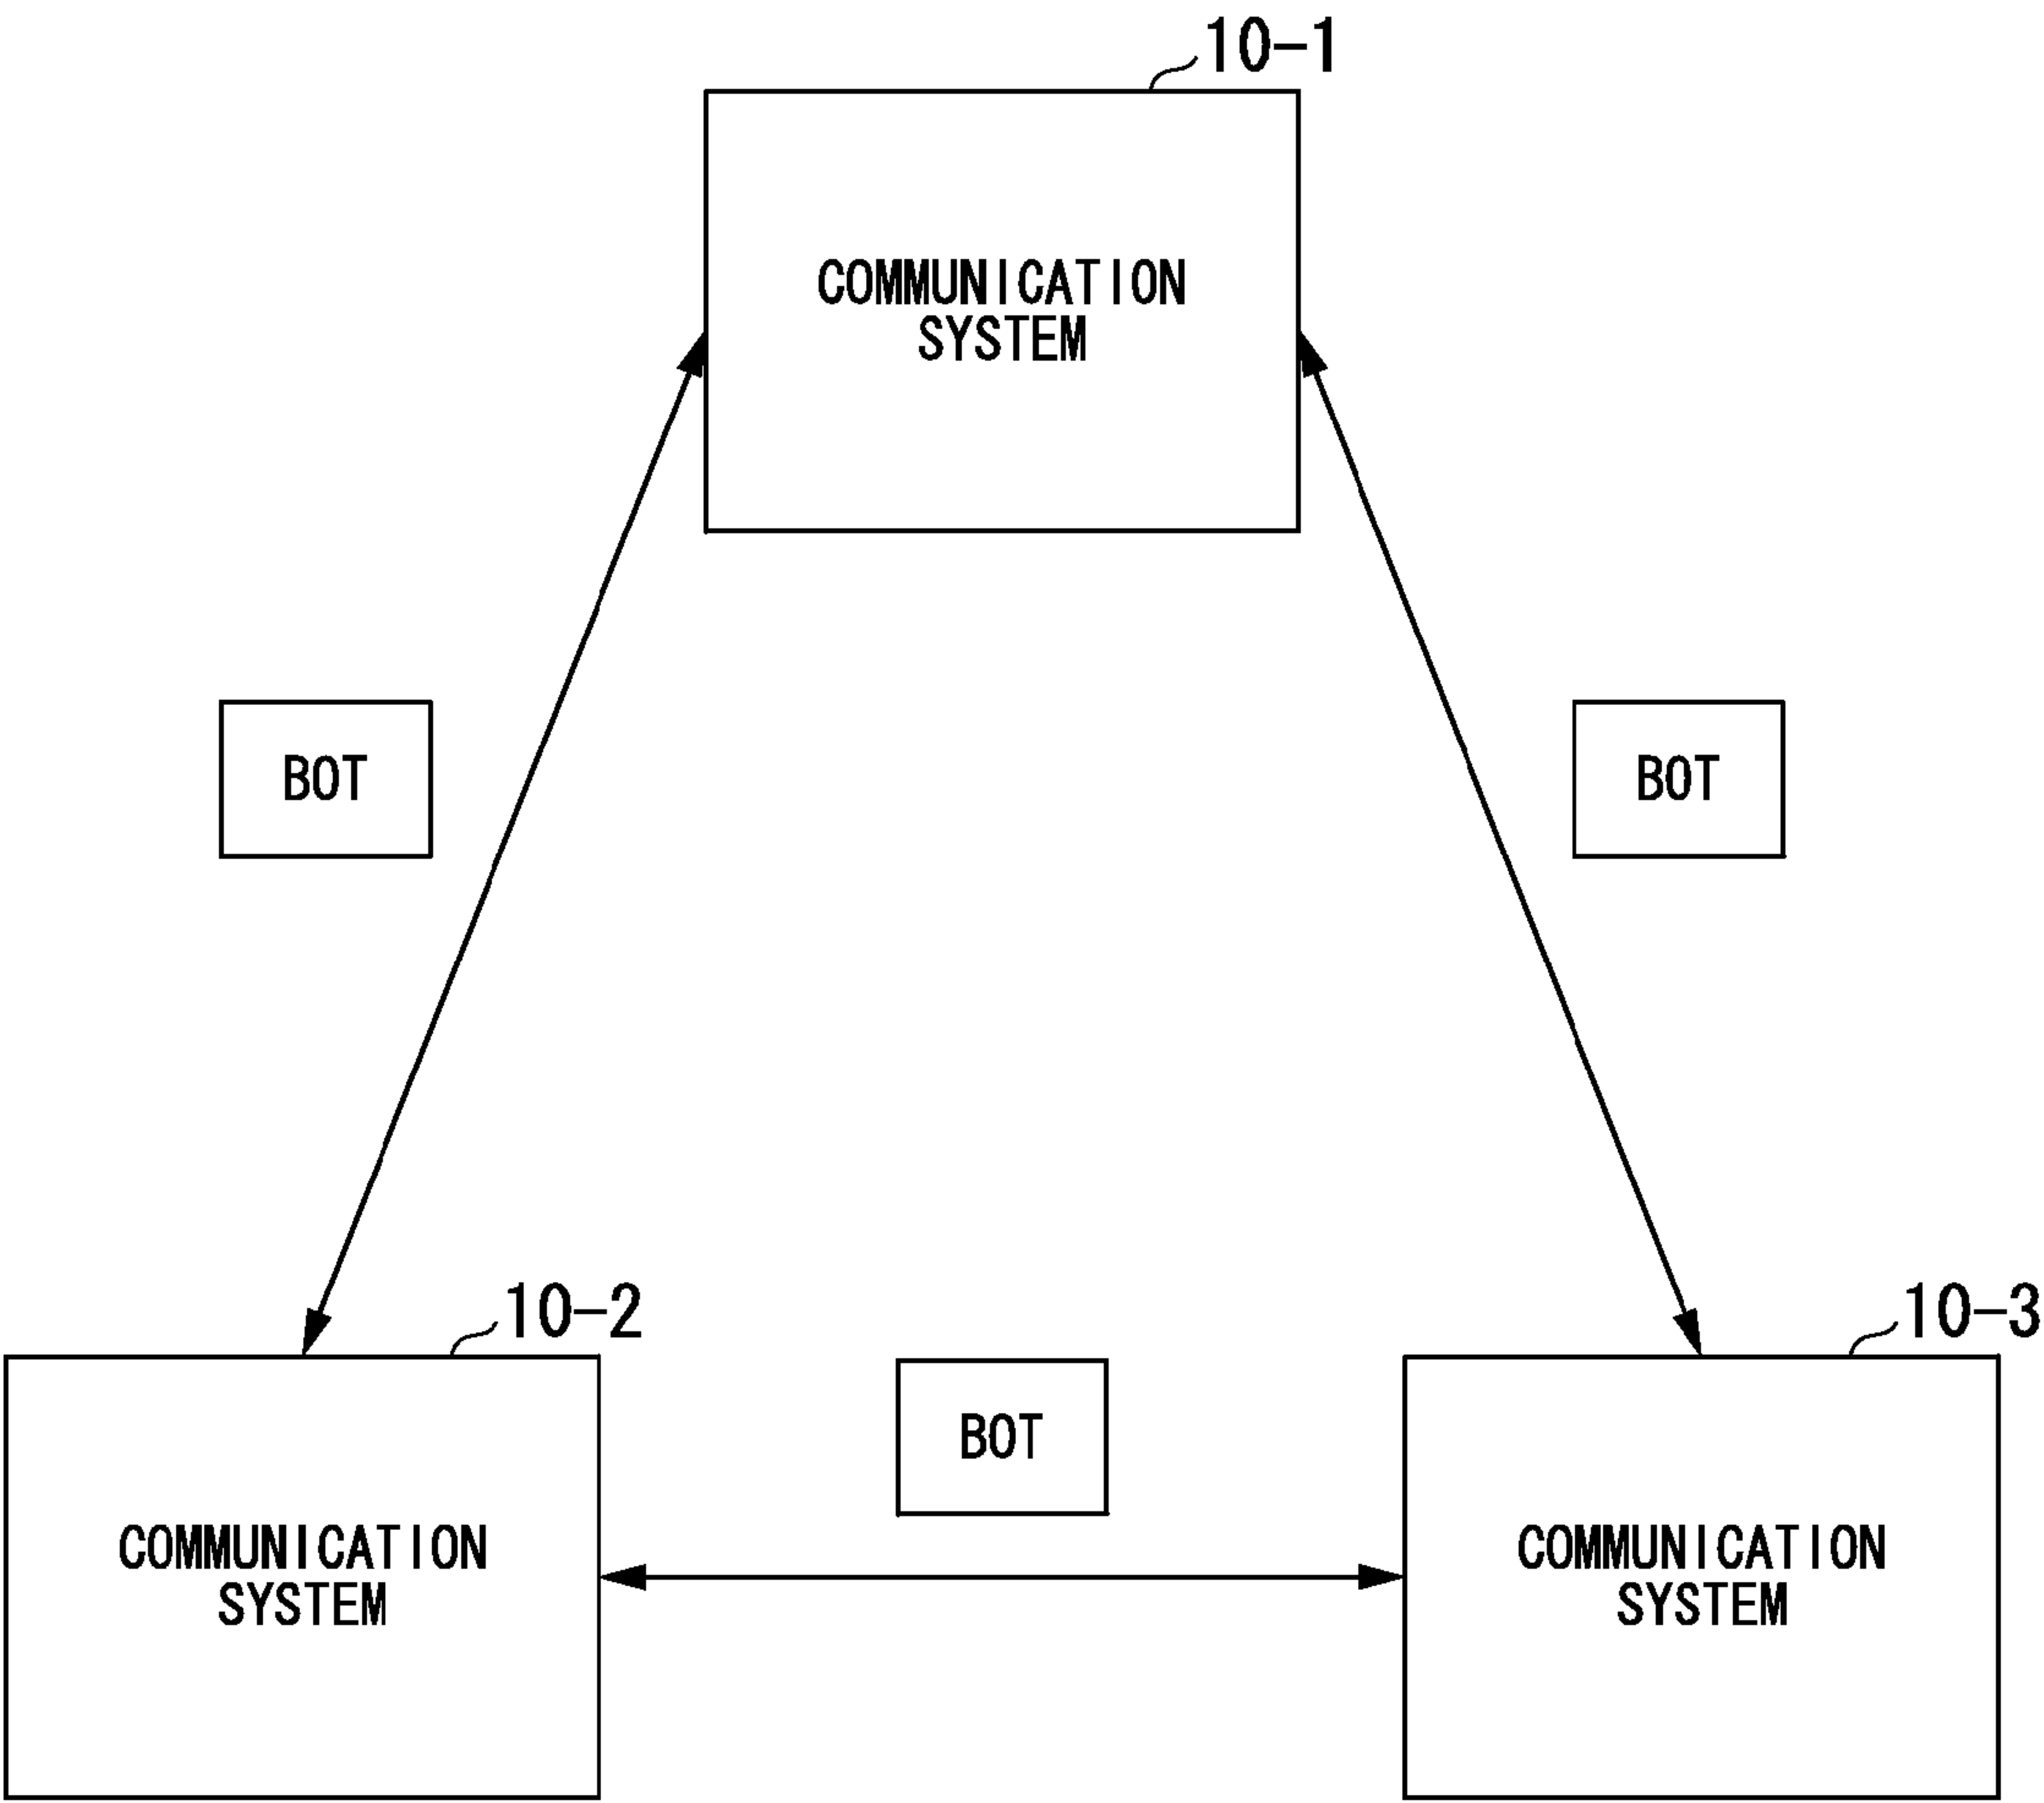 10-1
COMMUNICATION
SYSTEM
BOT
BOT
10-2
10-3
BOT
COMMUNICATION
SYSTEM
COMMUNICATION
SYSTEM